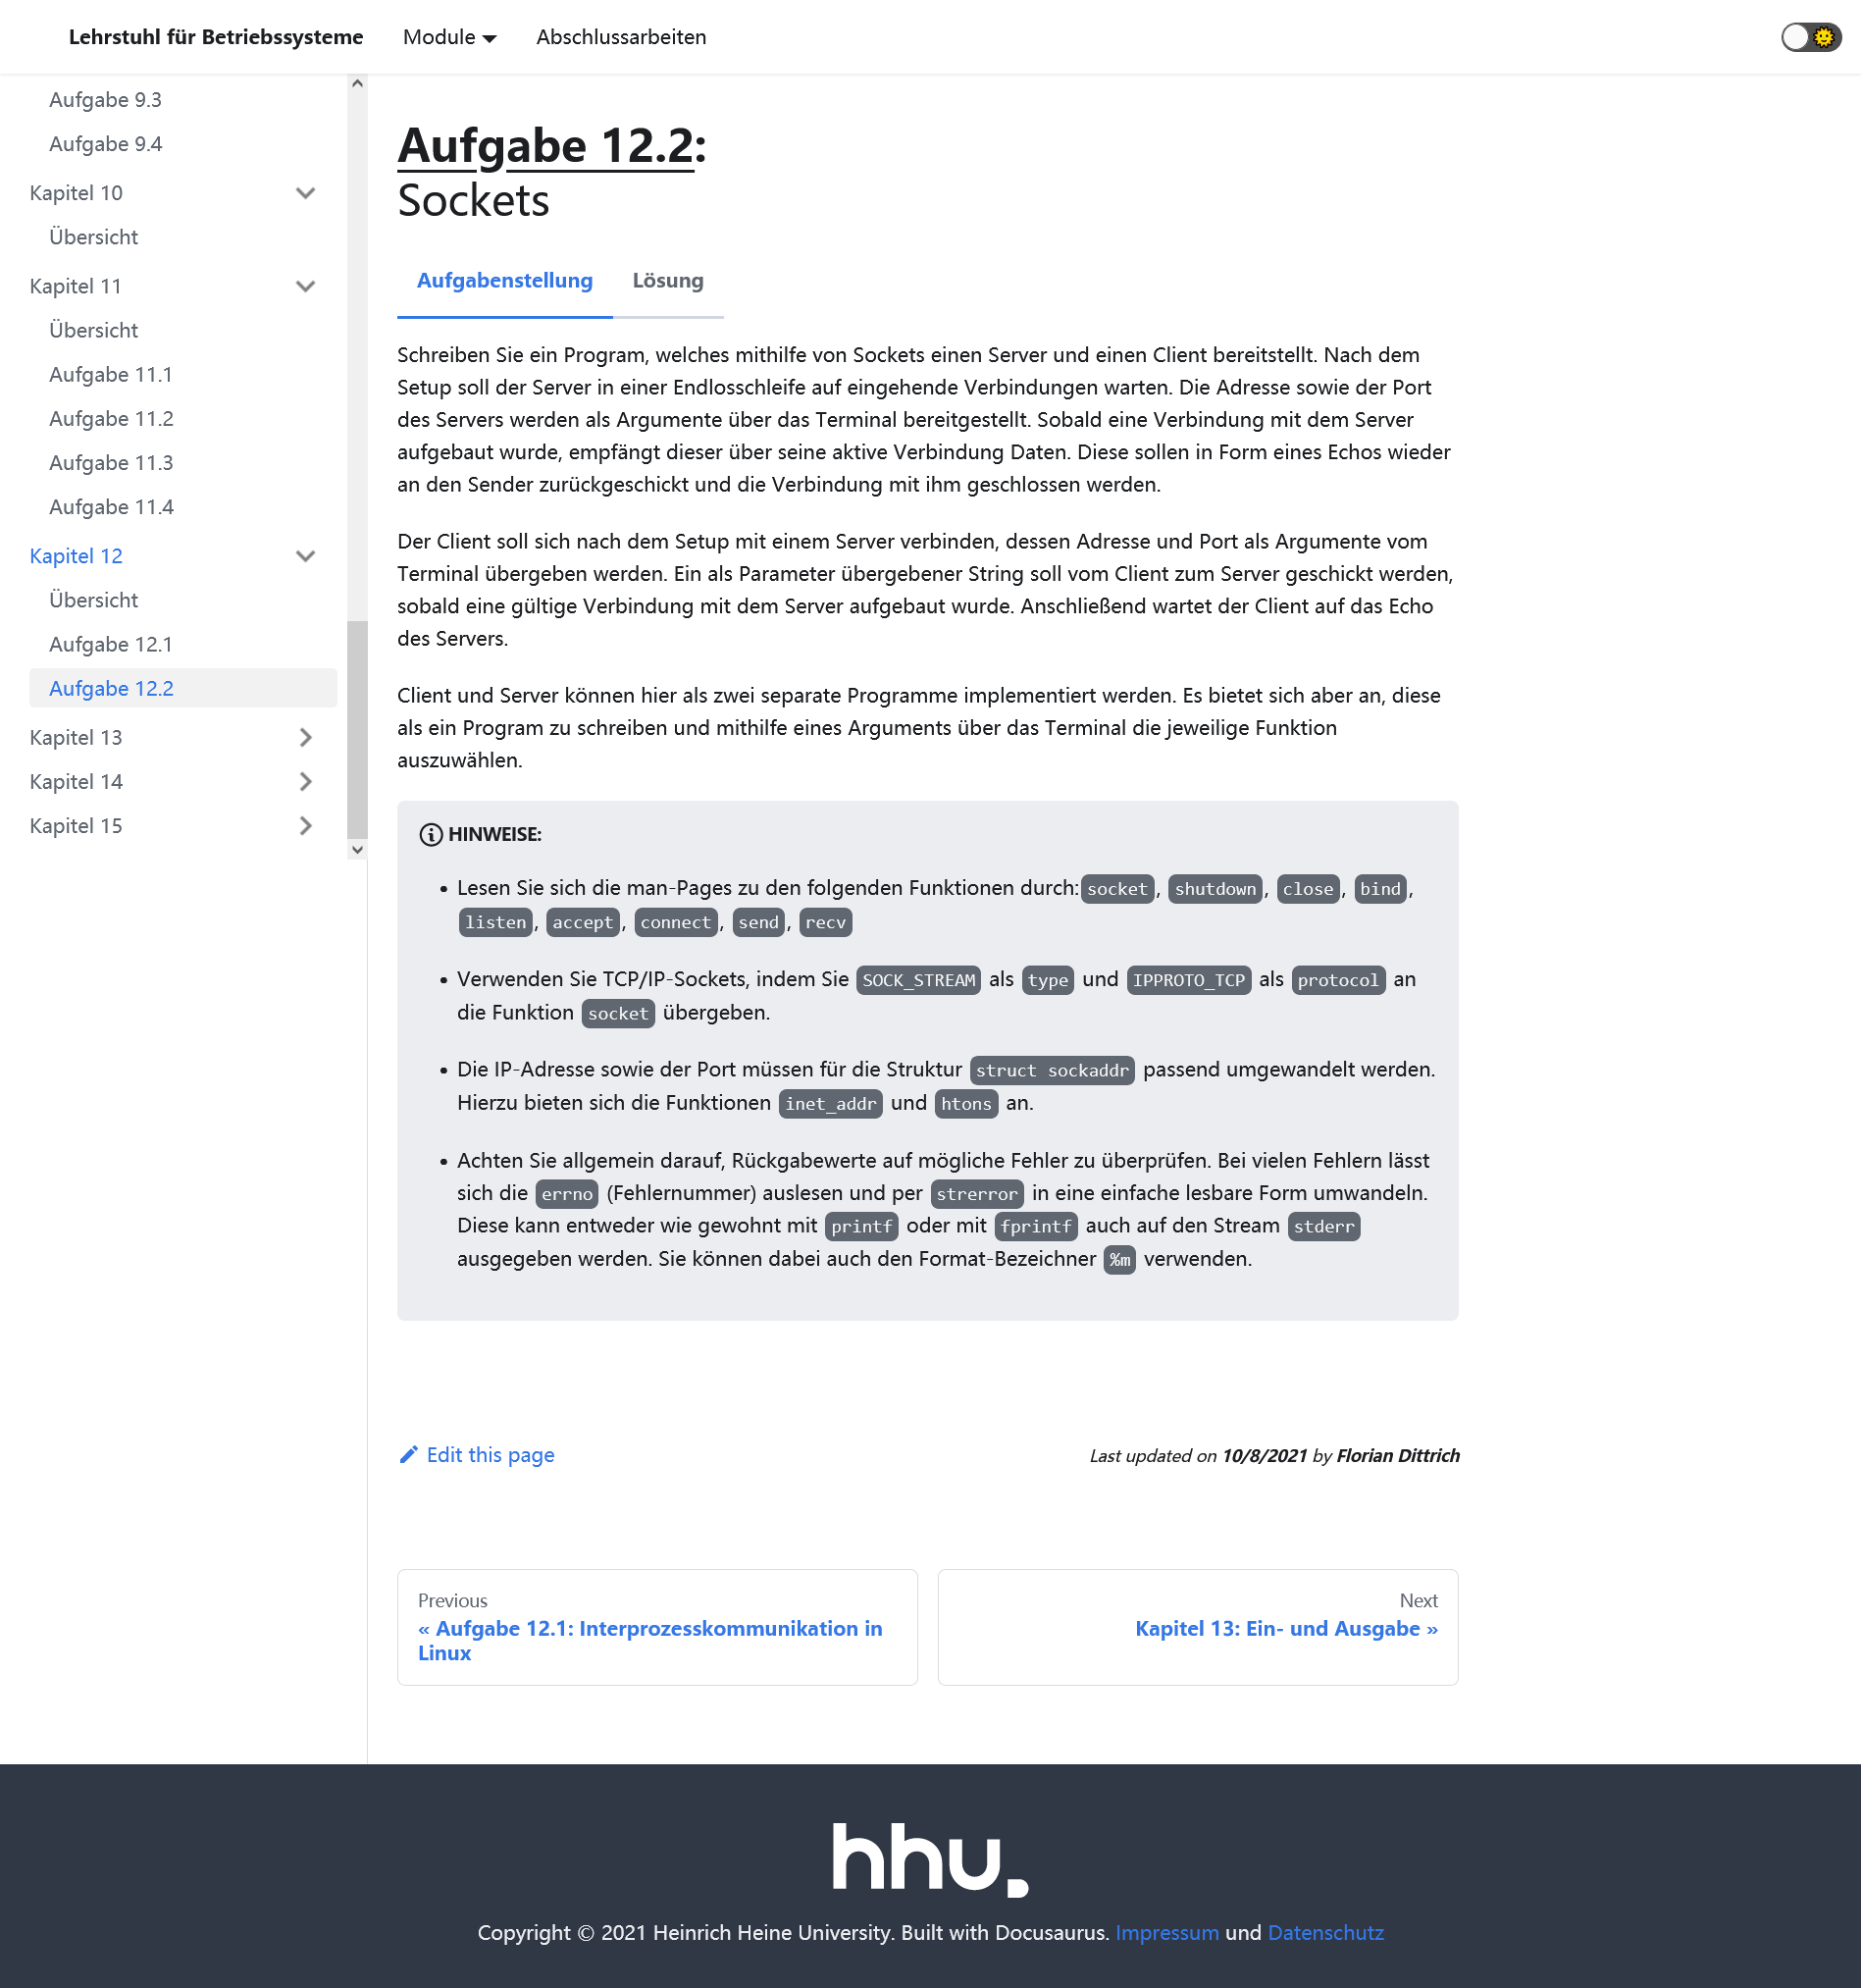 Lehrstuhl für Betriebssysteme Module Abschlussarbeiten
Aufgabe 9.3
Aufgabe 9.4
Kapitel 10
Übersicht
Kapitel 11
Übersicht
Aufgabe 11.1
Aufgabe 11.2
Aufgabe 11.3
Aufgabe 11.4
Kapitel 12
Übersicht
Aufgabe 12.1
Aufgabe 12.2
Kapitel 13
Kapitel 14
Kapitel 15
Aufgabe 12.2:
Sockets
Aufgabenstellung Lösung
Schreiben Sie ein Program, welches mithilfe von Sockets einen Server und einen Client bereitstellt. Nach dem
Setup soll der Server in einer Endlosschleife auf eingehende Verbindungen warten. Die Adresse sowie der Port
des Servers werden als Argumente über das Terminal bereitgestellt. Sobald eine Verbindung mit dem Server
aufgebaut wurde, empfängt dieser über seine aktive Verbindung Daten. Diese sollen in Form eines Echos wieder
an den Sender zurückgeschickt und die Verbindung mit ihm geschlossen werden.
Der Client soll sich nach dem Setup mit einem Server verbinden, dessen Adresse und Port als Argumente vom
Terminal übergeben werden. Ein als Parameter übergebener String soll vom Client zum Server geschickt werden,
sobald eine gültige Verbindung mit dem Server aufgebaut wurde. Anschließend wartet der Client auf das Echo
des Servers.
Client und Server können hier als zwei separate Programme implementiert werden. Es bietet sich aber an, diese
als ein Program zu schreiben und mithilfe eines Arguments über das Terminal die jeweilige Funktion
auszuwählen.
HINWEISE:
• Lesen Sie sich die man-Pages zu den folgenden Funktionen durch: socket, shutdown, close, bind,
listen, accept, connect, send, recv
• Verwenden Sie TCP/IP-Sockets, indem Sie SOCK_STREAM als type und IPPROTO_TCP als protocol an
die Funktion socket übergeben.
• Die IP-Adresse sowie der Port müssen für die Struktur struct sockaddr passend umgewandelt werden.
Hierzu bieten sich die Funktionen inet_addr und htons an.
• Achten Sie allgemein darauf, Rückgabewerte auf mögliche Fehler zu überprüfen. Bei vielen Fehlern lässt
sich die errno (Fehlernummer) auslesen und per strerror in eine einfache lesbare Form umwandeln.
Diese kann entweder wie gewohnt mit printf oder mit fprintf auch auf den Stream stderr
ausgegeben werden. Sie können dabei auch den Format-Bezeichner %m verwenden.
Edit this page Last updated on 10/8/2021 by Florian Dittrich
Previous
« Aufgabe 12.1: Interprozesskommunikation in
Linux
Next
Kapitel 13: Ein- und Ausgabe »
hhu.
Copyright © 2021 Heinrich Heine University. Built with Docusaurus. Impressum und Datenschutz